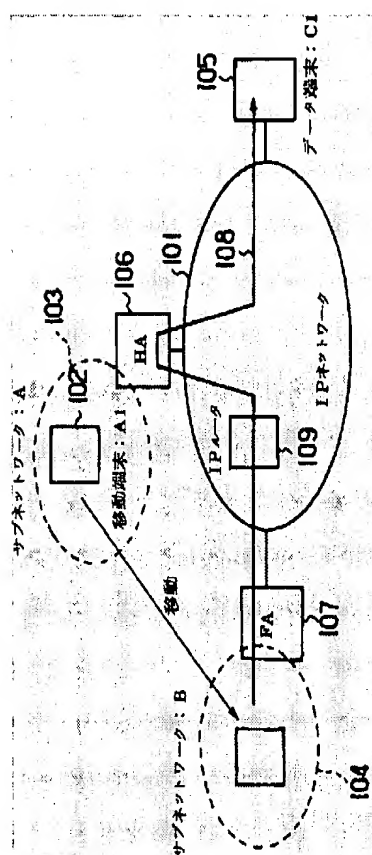 サブネットワーク：A
103
102
移動端末：A1
106
HA
101
105
データ端末：C1
108
IPルータ
109
IPネットワーク
移動
FA
107
サブネットワーク：B
104